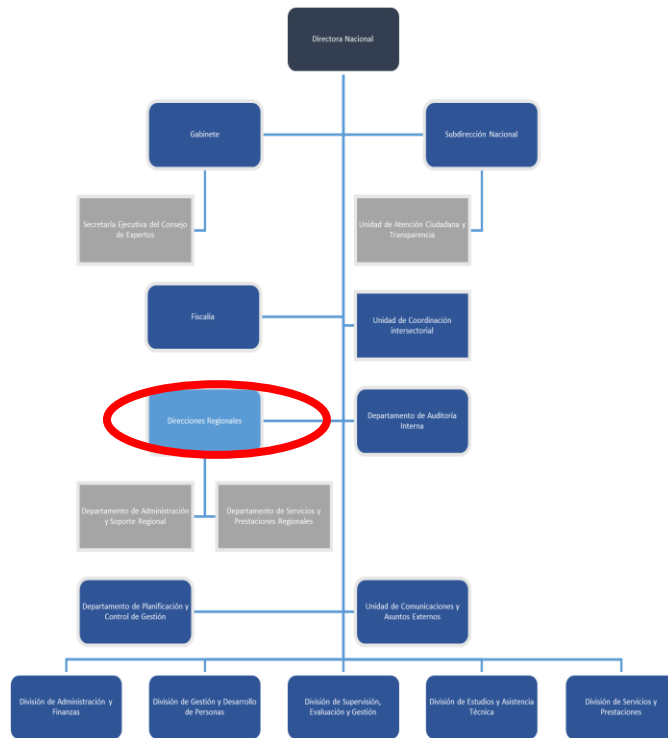 Directora Nacional
Gabinete
Subdirección Nacional
Secretaría Ejecutiva del Consejo
de Expertos
Unidad de Atención Ciudadana y
Transparencia
Fiscalía
Unidad de Coordinación
intersectorial
Direcciones Regionales
Departamento de Auditoría
Interna
Departamento de Administración
y Soporte Regional
Departamento de Servicios y
Prestaciones Regionales
Departamento de Planificación y
Control de Gestión
Unidad de Comunicaciones y
Asuntos Externos
División de Administración y
Finanzas
División de Gestión y Desarrollo
de Personas
División de Supervisión,
Evaluación y Gestión
División de Estudios y Asistencia
Técnica
División de Servicios y
Prestaciones